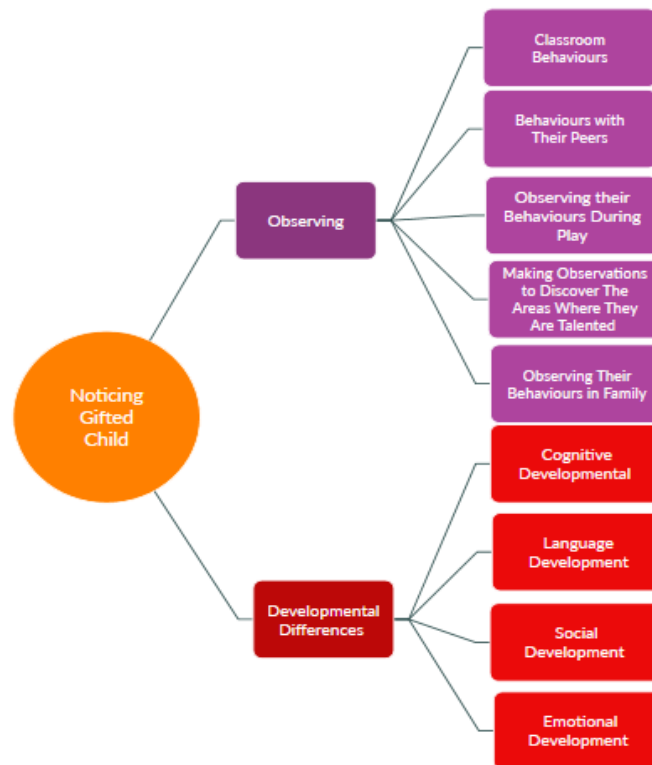 Noticing
Gifted
Child
Observing
Classroom
Behaviours
Behaviours with
Their Peers
Observing their
Behaviours During
Play
Making Observations
to Discover The
Areas Where They
Are Talented
Observing Their
Behaviours in Family
Developmental
Differences
Cognitive
Developmental
Language
Development
Social
Development
Emotional
Development